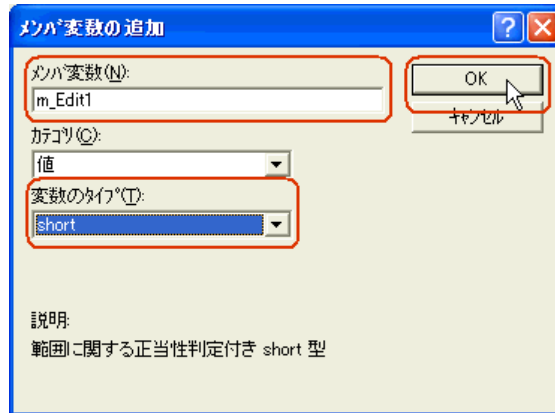 メンバ変数の追加
メンバ変数(N):
m_Edit1
OK
キャンセル
カテゴリ(C):
値
変数のタイプ(T):
short
説明:
範囲に関する正当性判定付き short 型